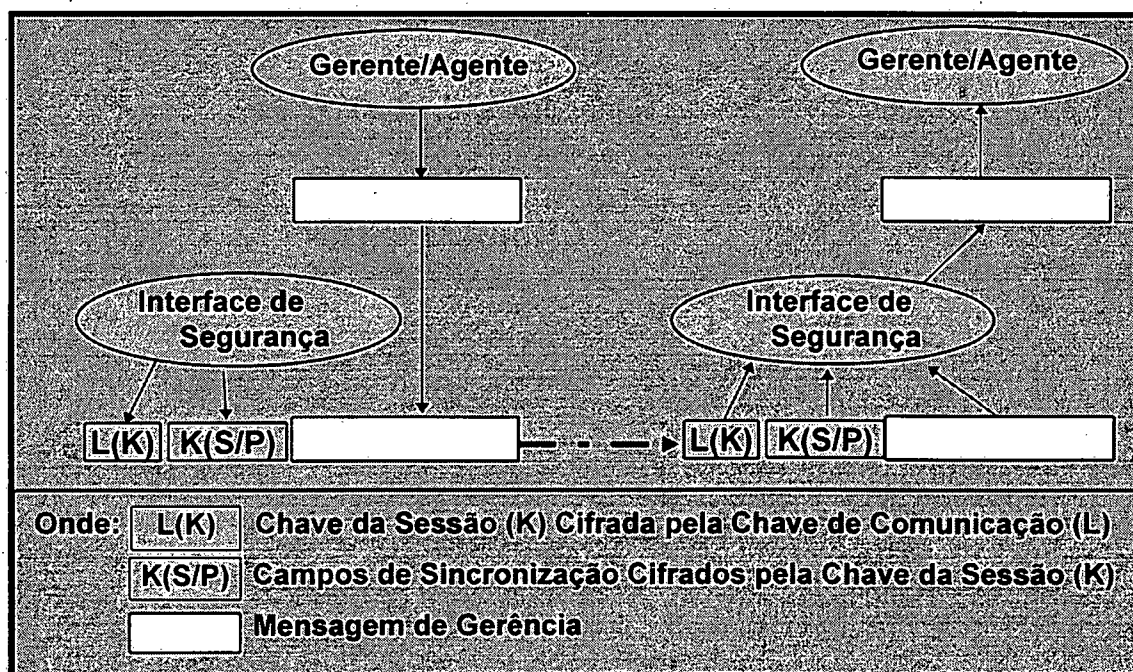 Gerente/Agente
Gerente/Agente
Interface de
Segurança
Interface de
Segurança
L(K) K(S/P)
L(K) K(S/P)
Onde: L(K) Chave da Sessão (K) Cifrada pela Chave de Comunicação (L)
K(S/P) Campos de Sincronização Cifrados pela Chave da Sessão (K)
Mensagem de Gerência